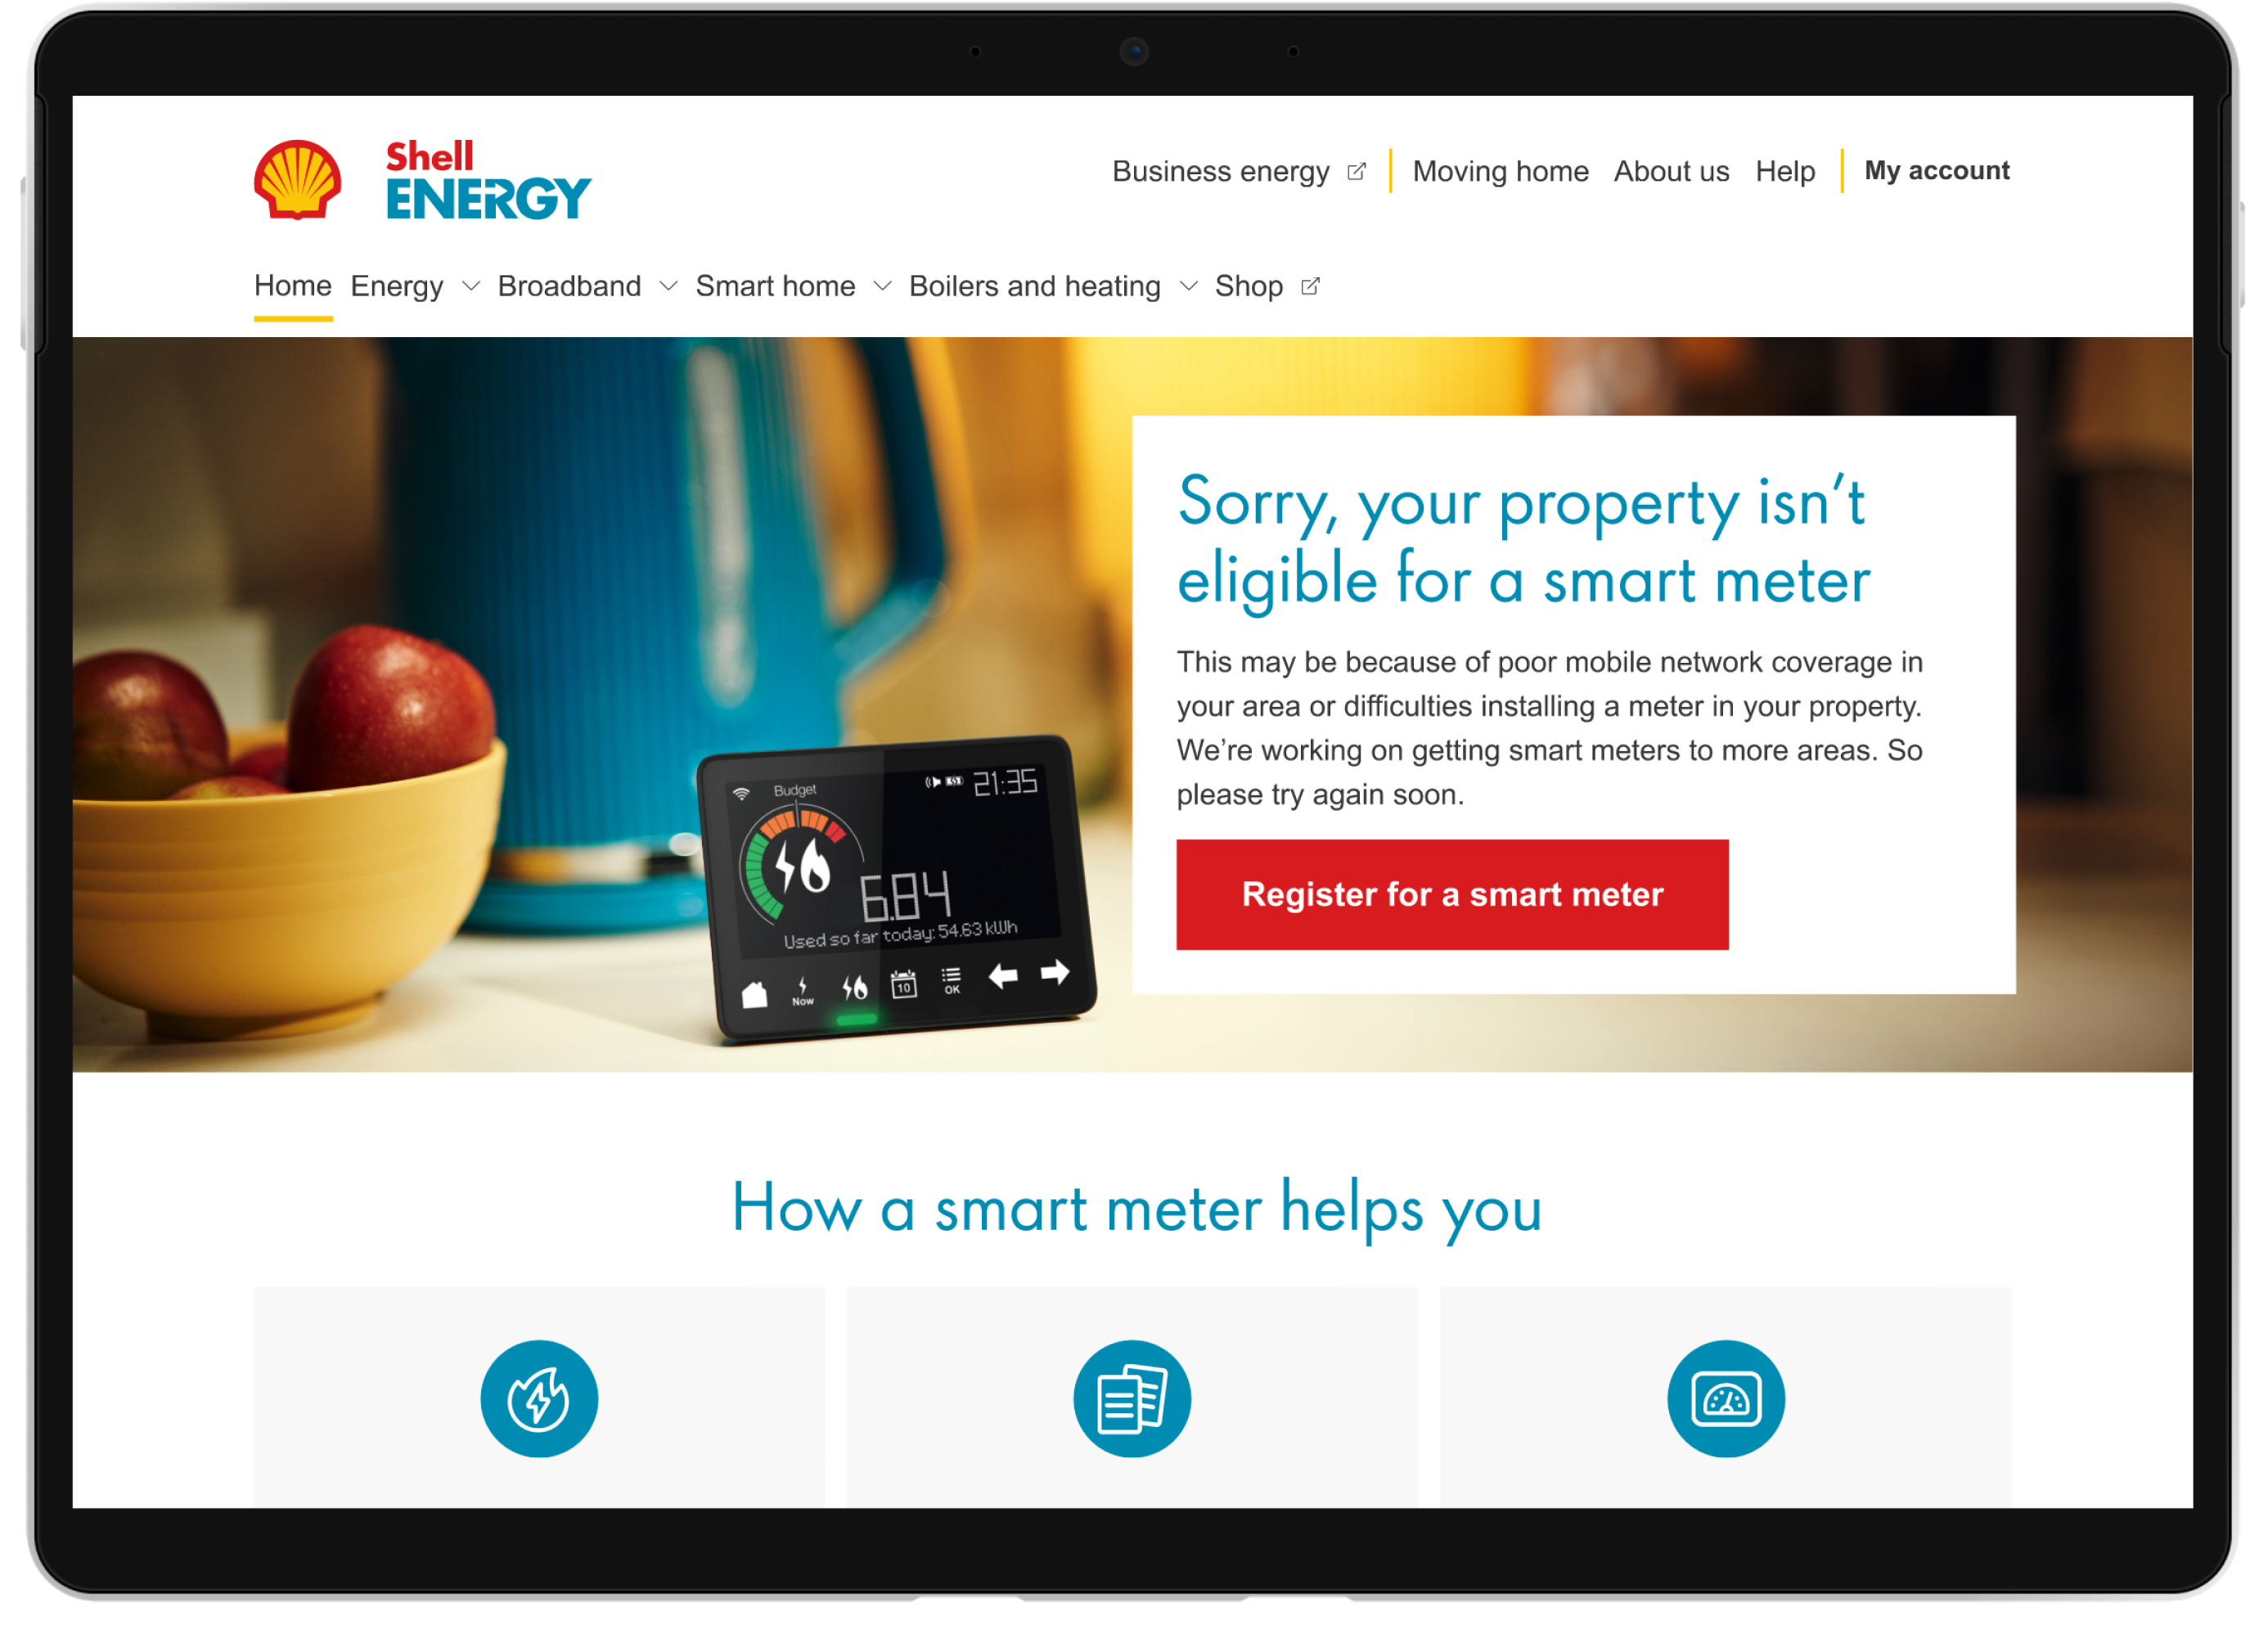 Shell
ENERGY
Business energy
Moving home
About us
Help
My account
Home
Energy
Broadband
Smart home
Boilers and heating
Shop
Sorry, your property isn’t
eligible for a smart meter
This may be because of poor mobile network coverage in
your area or difficulties installing a meter in your property.
We’re working on getting smart meters to more areas. So
please try again soon.
Register for a smart meter
Budget
21:35
6.84
Used so far today: 54.63 kWh
Now
10
OK
How a smart meter helps you